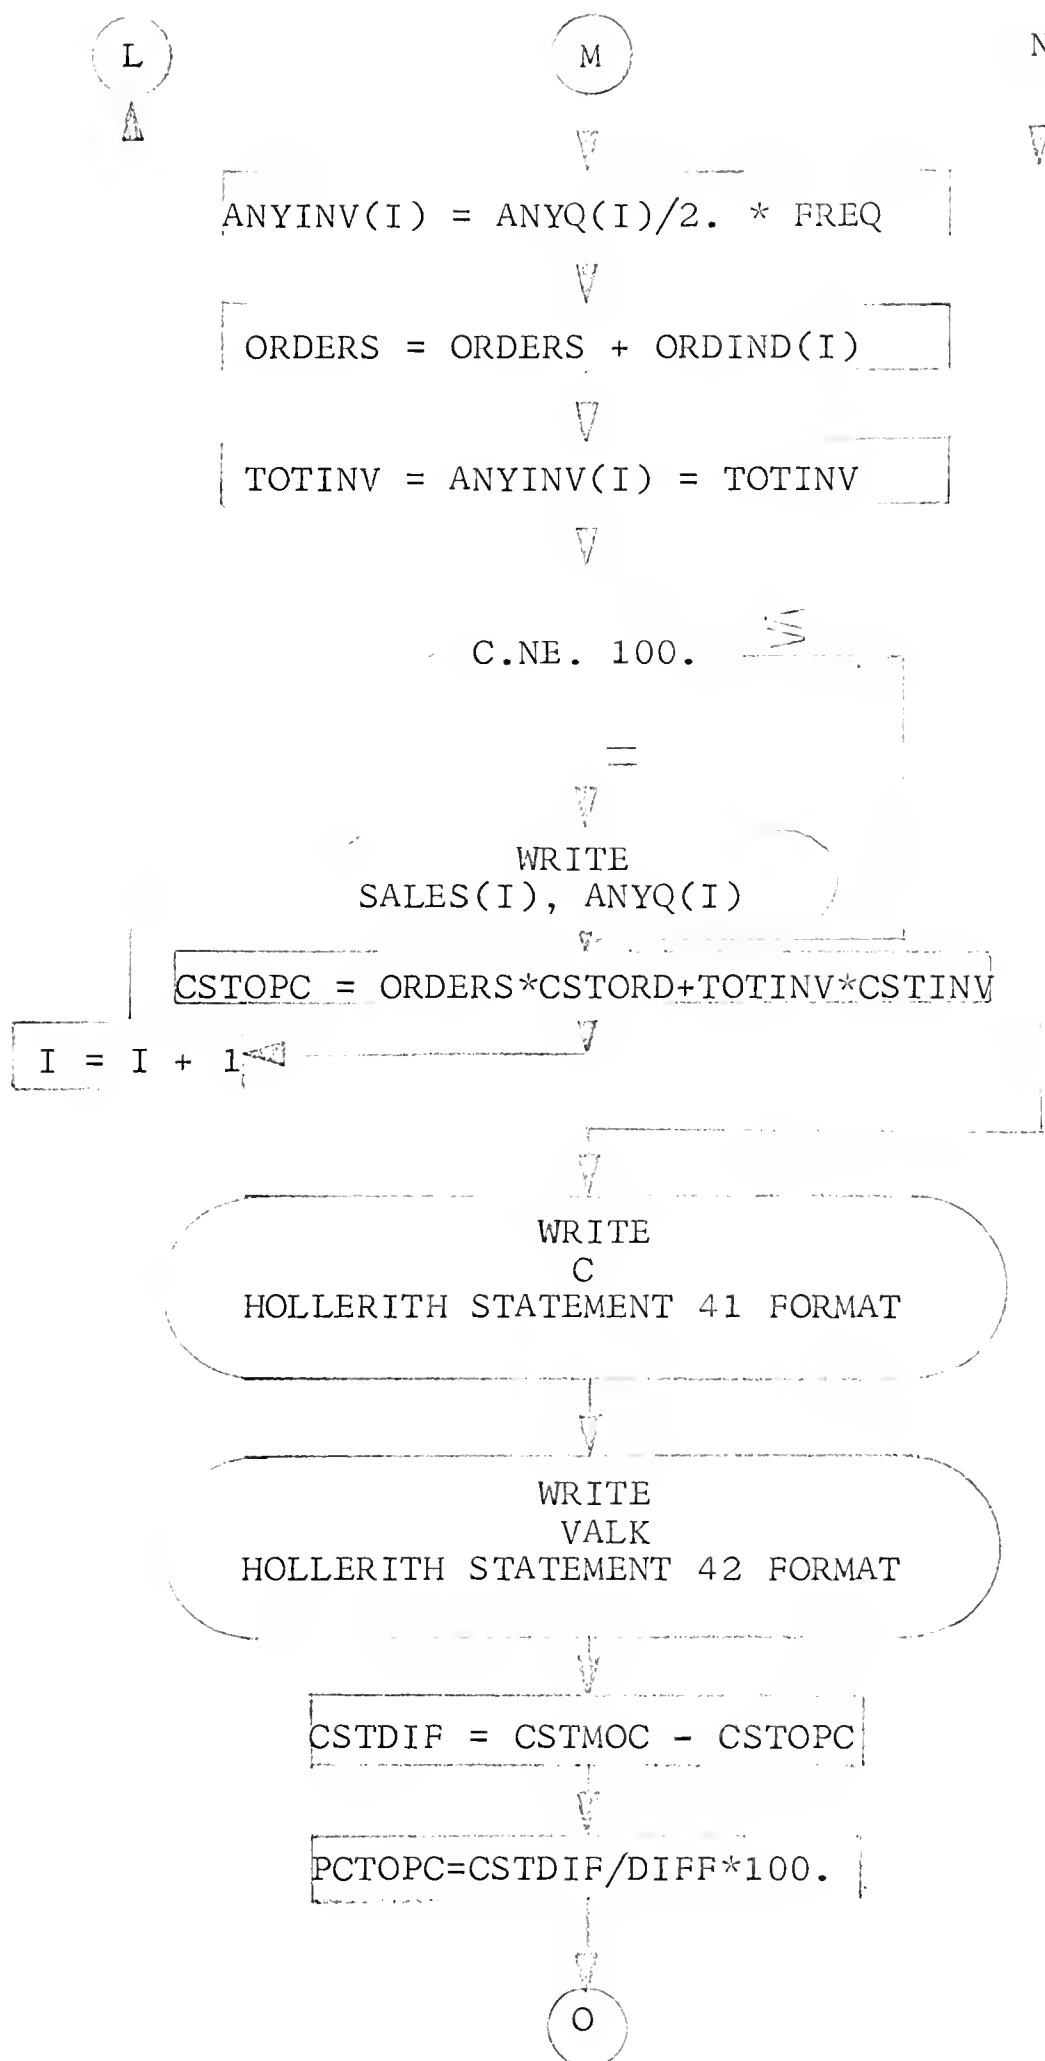 L
M
N
ANYINV(I) = ANYQ(I)/2. * FREQ
ORDERS = ORDERS + ORDIND(I)
TOTINV = ANYINV(I) = TOTINV
C.NE. 100.
=
WRITE
SALES(I), ANYQ(I)
CSTOPC = ORDERS*CSTORD+TOTINV*CSTINV
I = I + 1
WRITE
C
HOLLERITH STATEMENT 41 FORMAT
WRITE
VALK
HOLLERITH STATEMENT 42 FORMAT
CSTDIF = CSTMOC - CSTOPC
PCTOPC=CSTDIF/DIFF*100.
O